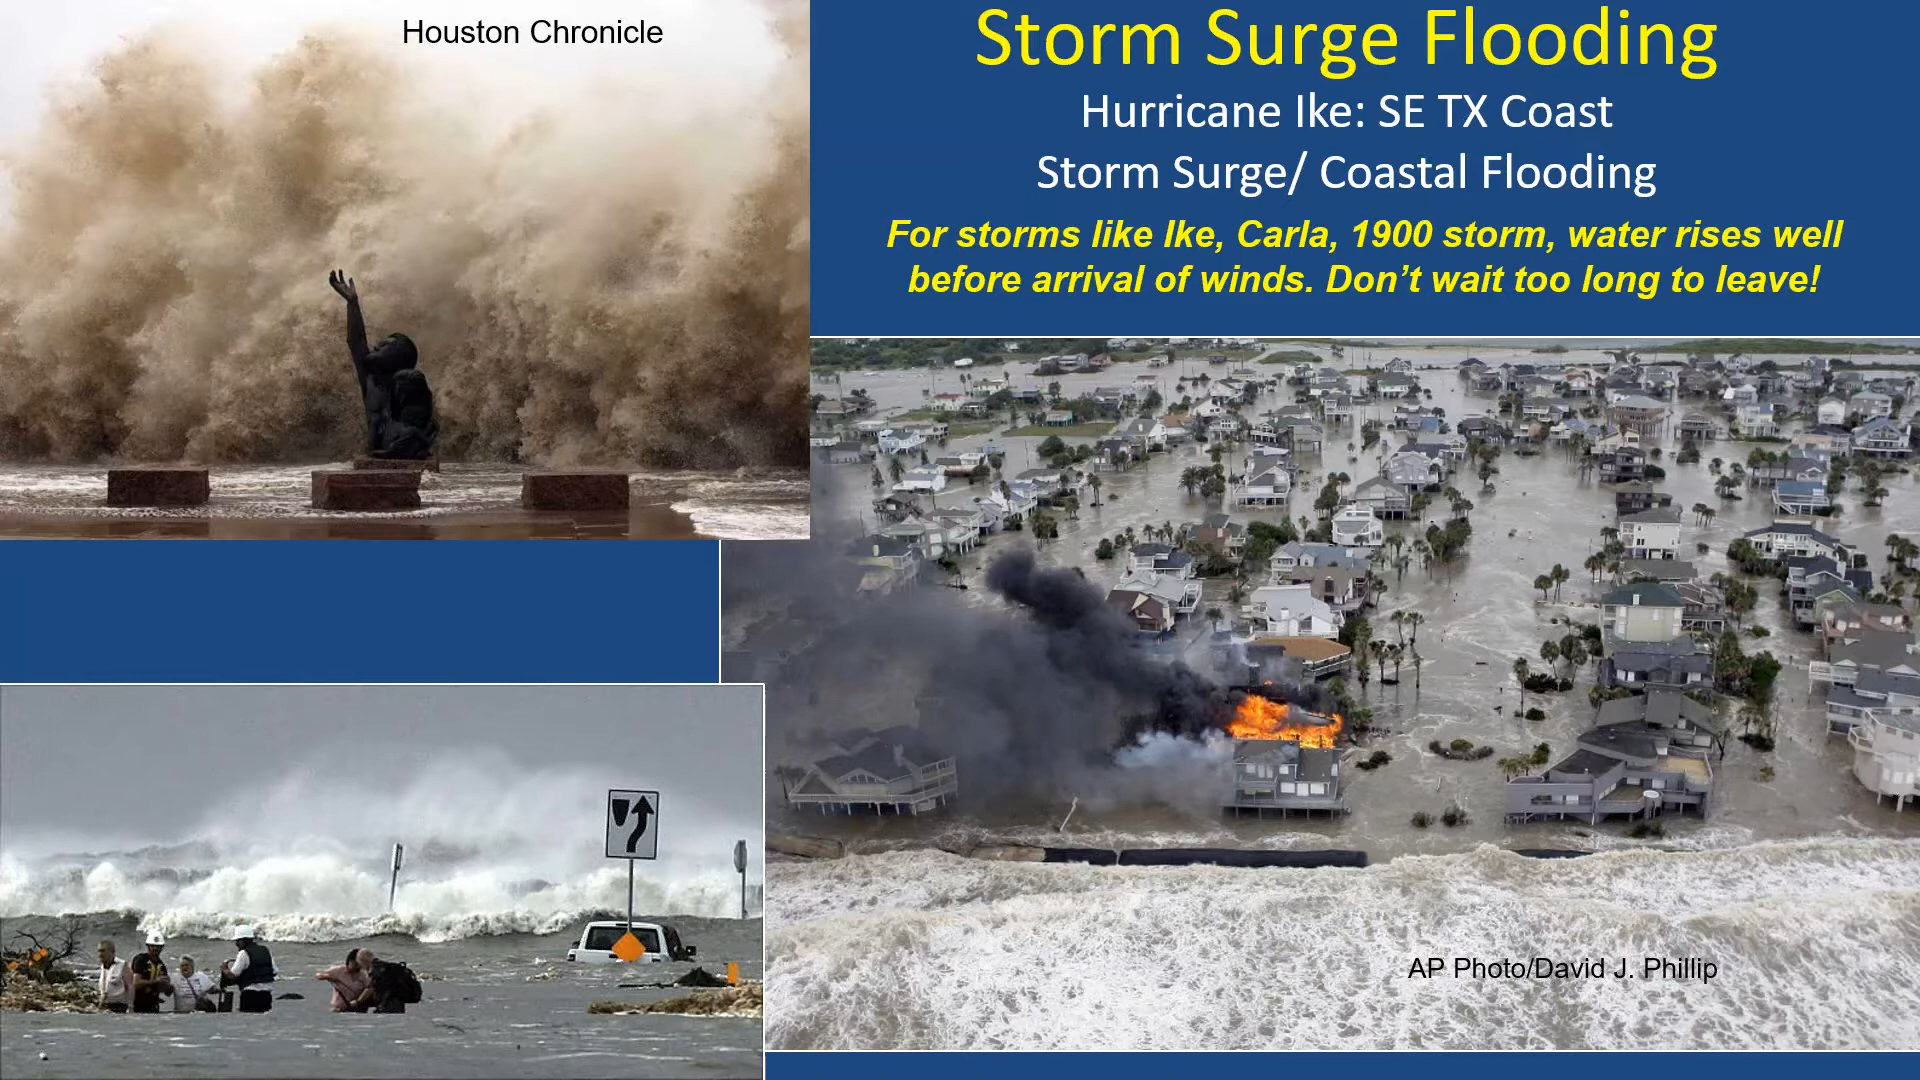 Houston Chronicle
Storm Surge Flooding
Hurricane Ike: SE TX Coast
Storm Surge/ Coastal Flooding
For storms like Ike, Carla, 1900 storm, water rises well
before arrival of winds. Don’t wait too long to leave!
AP Photo/David J. Phillip